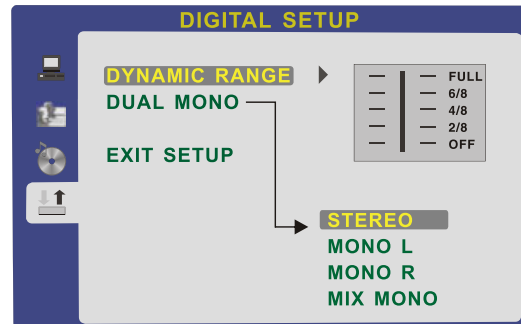 DIGITAL SETUP
DYNAMIC RANGE
DUAL MONO
EXIT SETUP
FULL
6/8
4/8
2/8
OFF
STEREO
MONO L
MONO R
MIX MONO